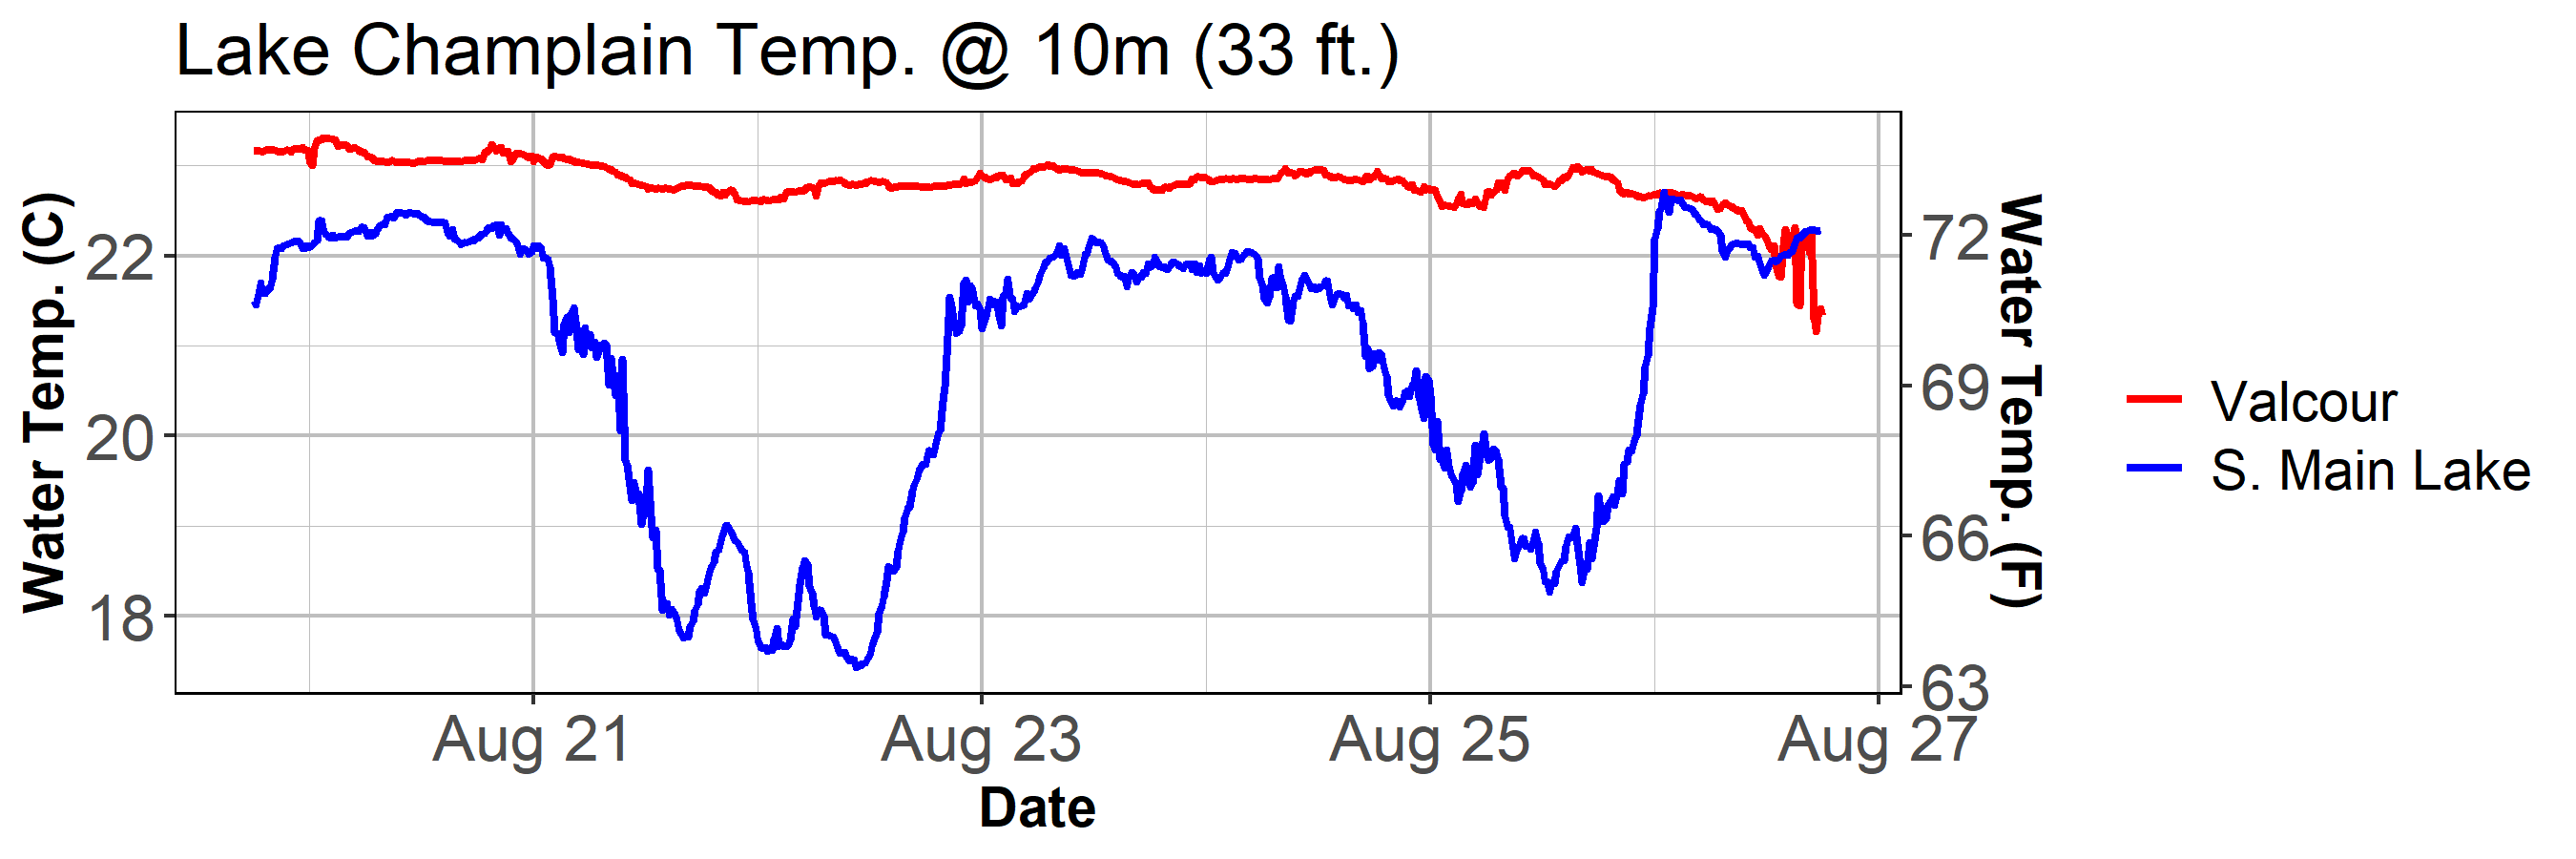 Lake Champlain Temp. @ 10m (33 ft.)
Water Temp. (C)
22
20
18
72
69
66
63
Water Temp. (F)
Aug 21
Aug 23
Aug 25
Aug 27
Date
Valcour
S. Main Lake